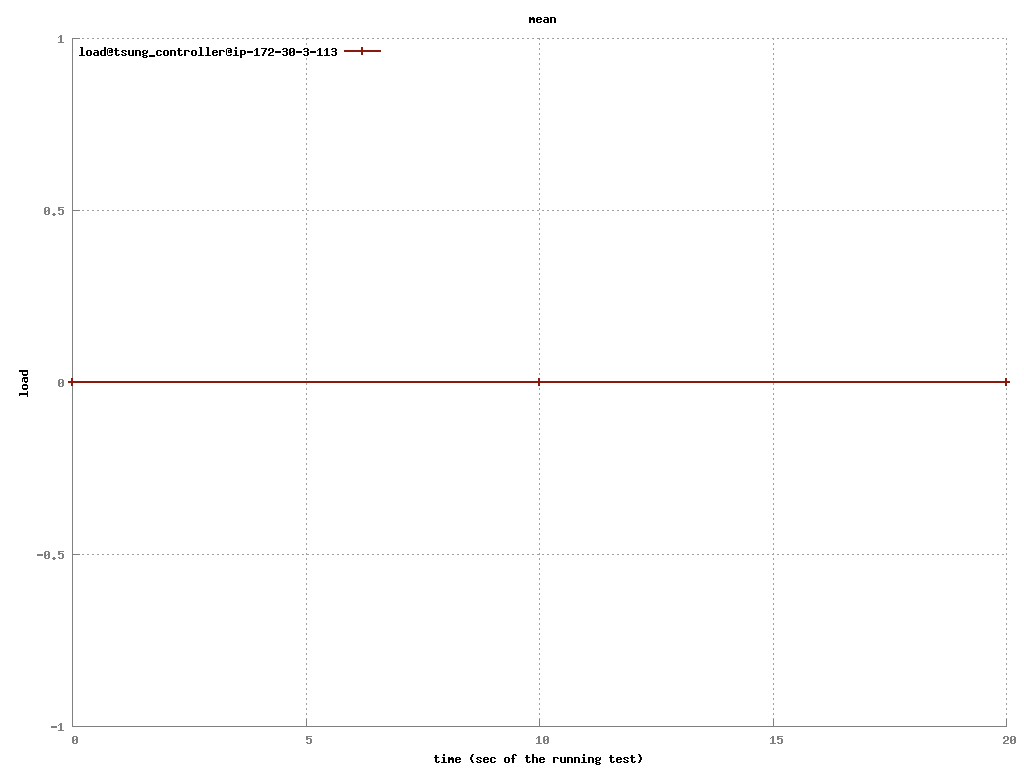 mean
1
load@tsung_controller@ip-172-30-3-113
0.5
load
0
-0.5
-1
0 5 10 15 20
time (sec of the running test)